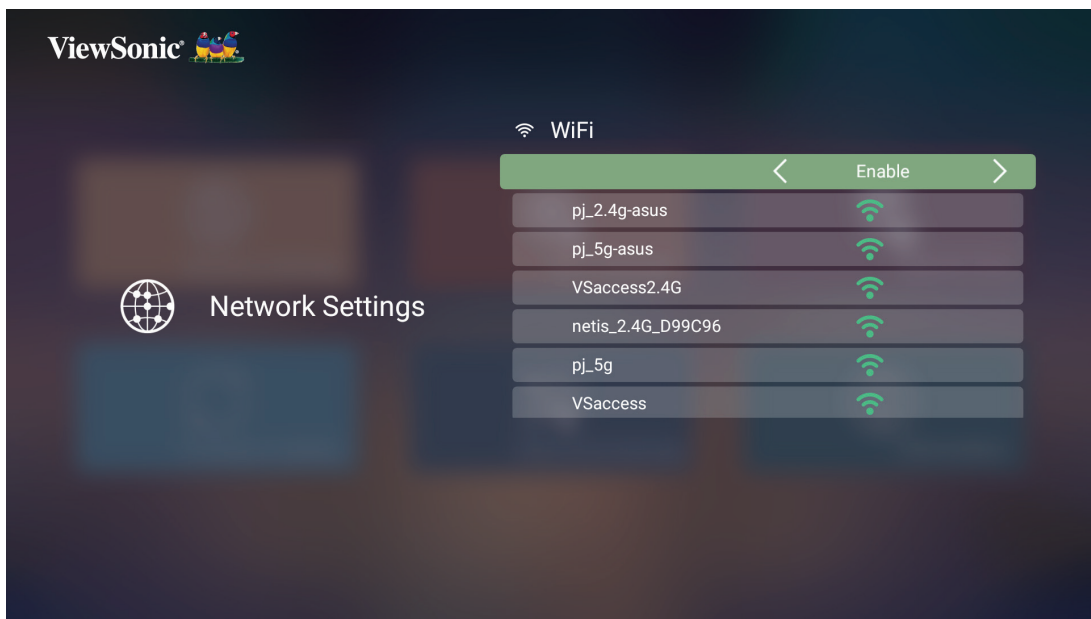 ViewSonic®
WiFi
Enable
pj_2.4g-asus
pj_5g-asus
VSaccess2.4G
Network Settings
netis_2.4G_D99C96
pj_5g
VSaccess